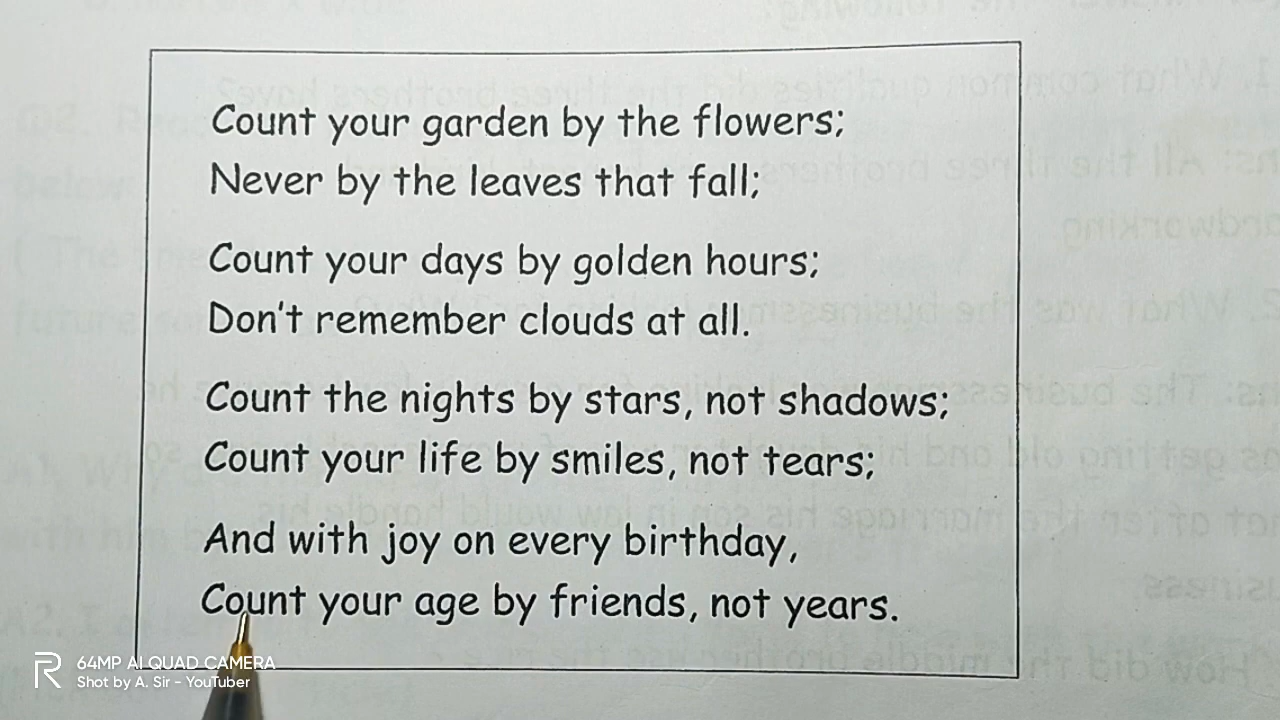 Count your garden by the flowers;
Never by the leaves that fall;
Count your days by golden hours;
Don't remember clouds at all.
Count the nights by stars, not shadows;
Count your life by smiles, not tears;
And with joy on every birthday,
Count your age by friends, not years.
64MP AI QUAD CAMERA
Shot by A. Sir - YouTuber